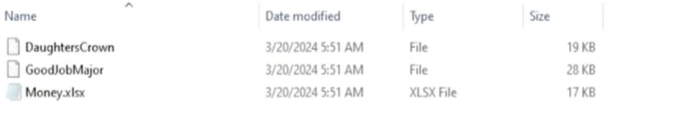 Name Date modified Type Size
DaughtersCrown 3/20/2024 5:51 AM File 19 KB
GoodJobMajor 3/20/2024 5:51 AM File 28 KB
Money.xlsx 3/20/2024 5:51 AM XLSX File 17 KB